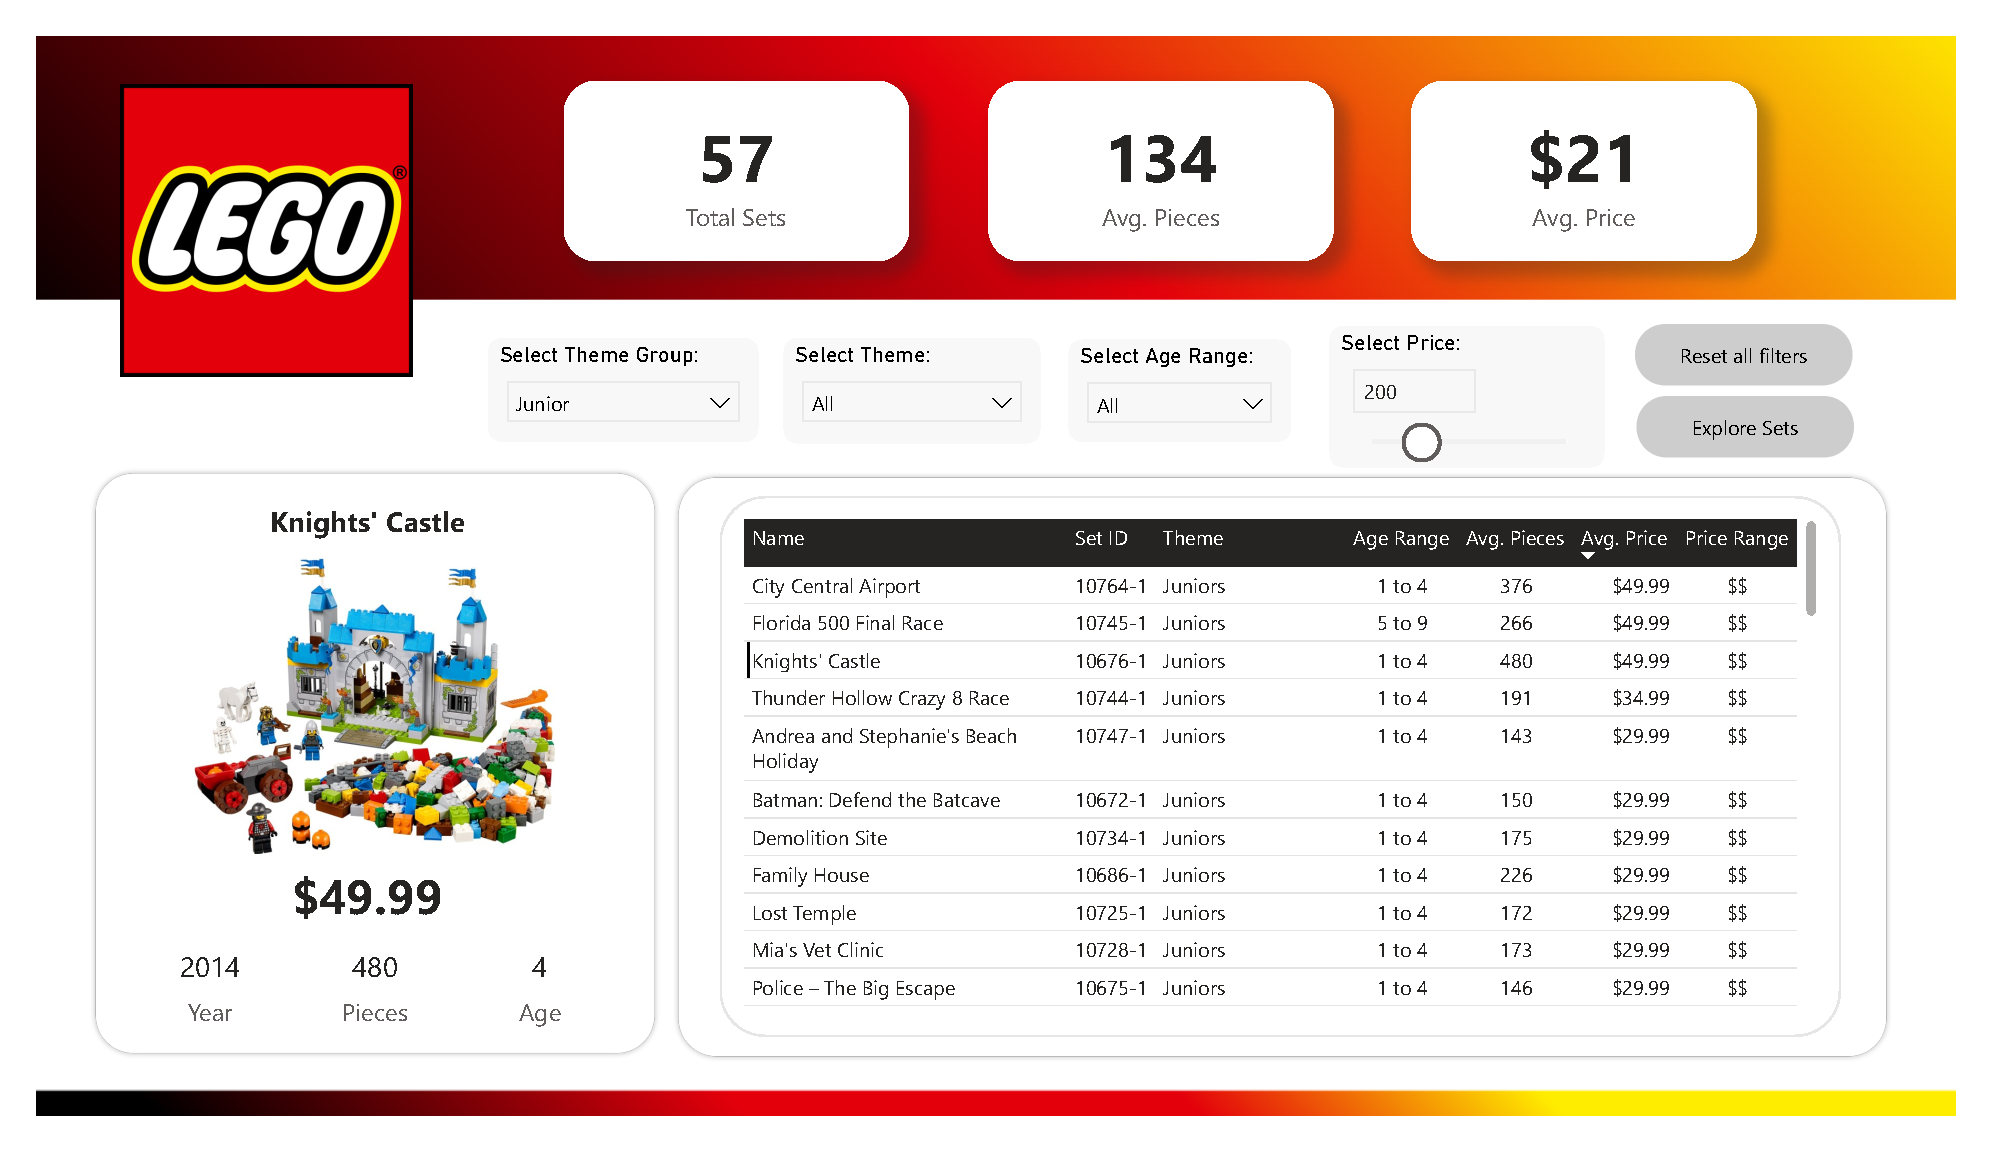 LEGO®
57
Total Sets
134
Avg. Pieces
$21
Avg. Price
Select Theme Group:
Junior
Select Theme:
All
Select Age Range:
All
Select Price:
200
Reset all filters
Explore Sets
Knights' Castle
$49.99
2014 480 4
Year Pieces Age
Name Set ID Theme Age Range Avg. Pieces Avg. Price Price Range
City Central Airport 10764-1 Juniors 1 to 4 376 $49.99 $$
Florida 500 Final Race 10745-1 Juniors 5 to 9 266 $49.99 $$
Knights' Castle 10676-1 Juniors 1 to 4 480 $49.99 $$
Thunder Hollow Crazy 8 Race 10744-1 Juniors 1 to 4 191 $34.99 $$
Andrea and Stephanie's Beach 10747-1 Juniors 1 to 4 143 $29.99 $$
Holiday
Batman: Defend the Batcave 10672-1 Juniors 1 to 4 150 $29.99 $$
Demolition Site 10734-1 Juniors 1 to 4 175 $29.99 $$
Family House 10686-1 Juniors 1 to 4 226 $29.99 $$
Lost Temple 10725-1 Juniors 1 to 4 172 $29.99 $$
Mia's Vet Clinic 10728-1 Juniors 1 to 4 173 $29.99 $$
Police – The Big Escape 10675-1 Juniors 1 to 4 146 $29.99 $$